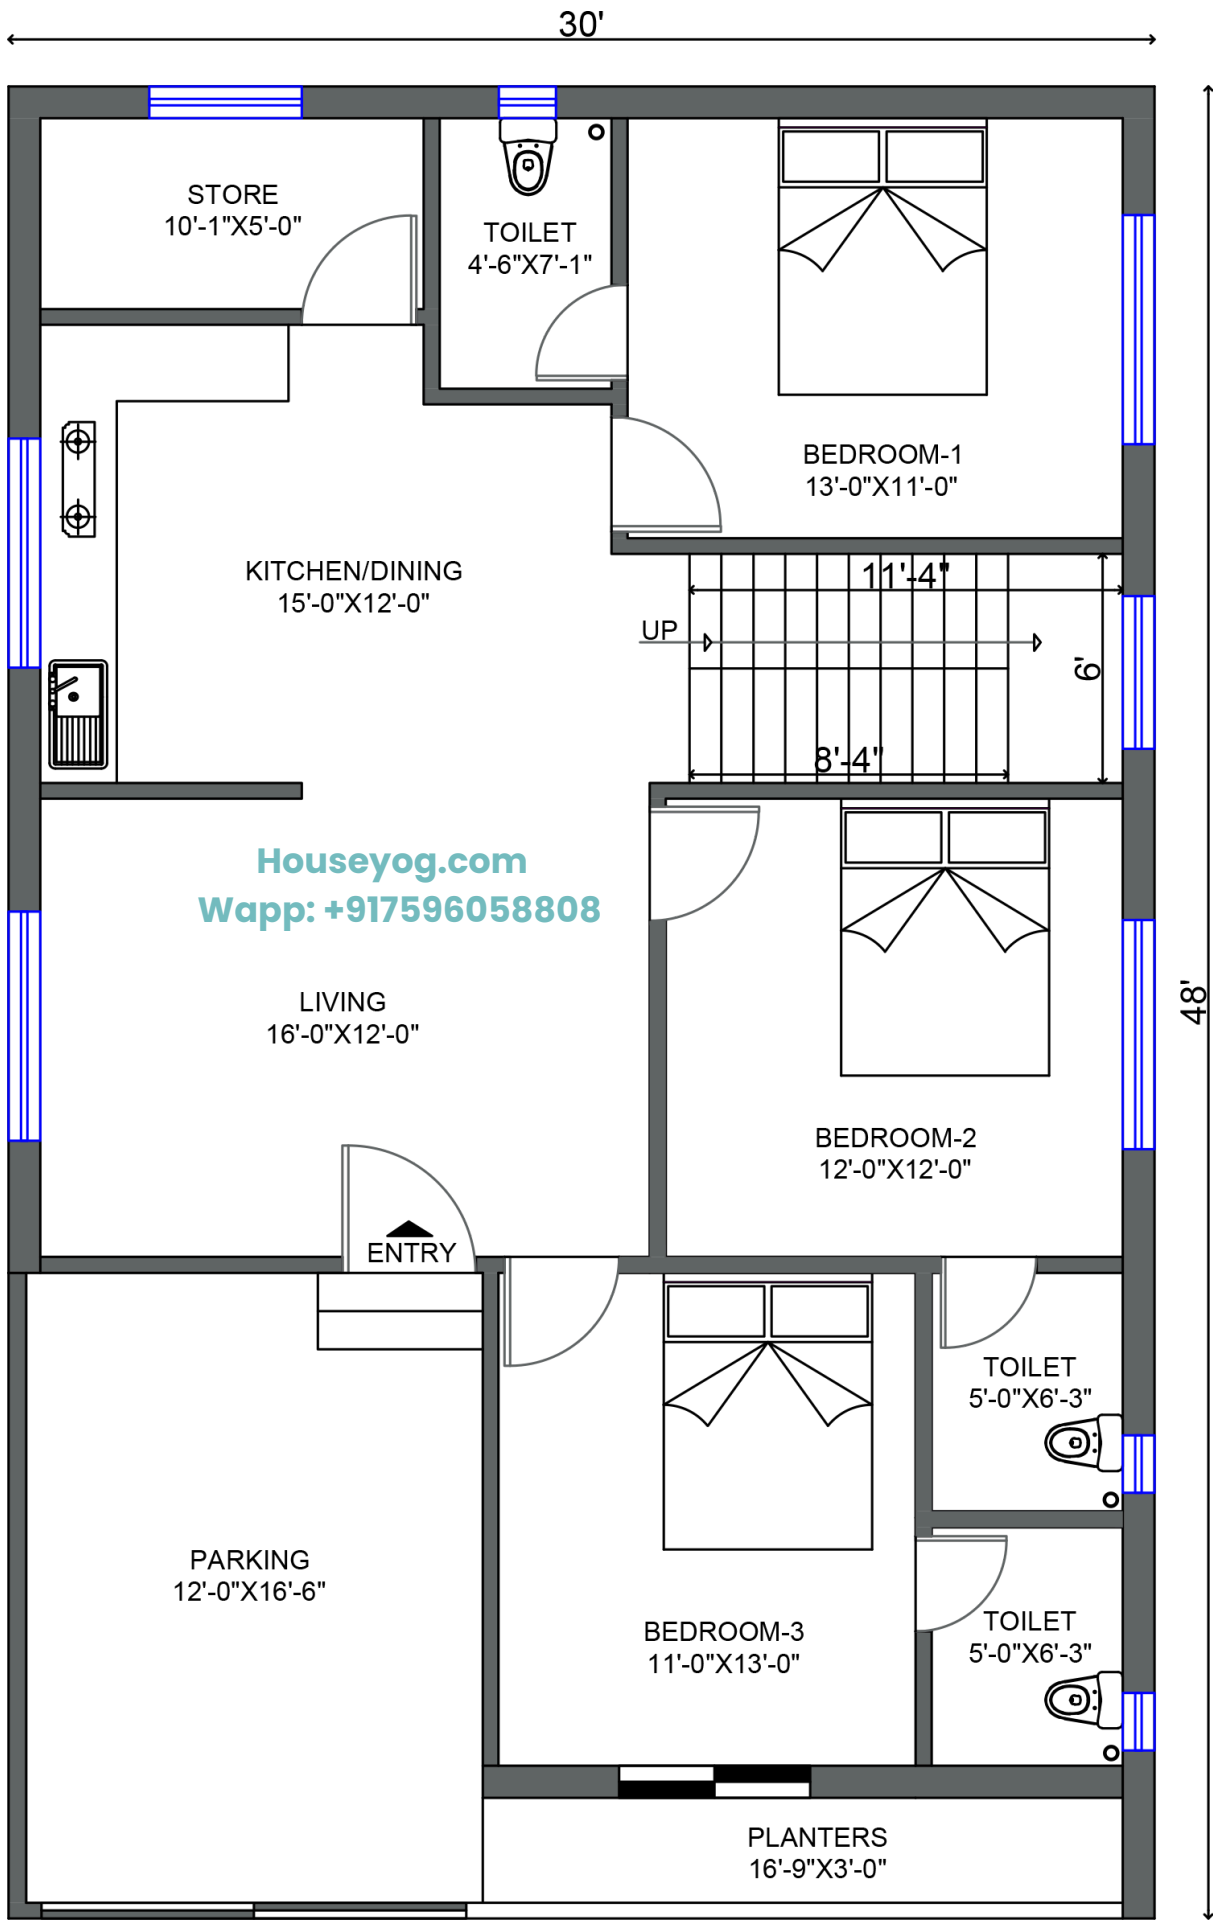 30'
STORE
10'-1"X5'-0"
TOILET
4'-6"X7'-1"
BEDROOM-1
13'-0"X11'-0"
KITCHEN/DINING
15'-0"X12'-0"
11'-4"
UP
6'
8'-4"
Houseyog.com
Wapp: +917596058808
LIVING
16'-0"X12'-0"
48'
BEDROOM-2
12'-0"X12'-0"
ENTRY
TOILET
5'-0"X6'-3"
PARKING
12'-0"X16'-6"
BEDROOM-3
11'-0"X13'-0"
TOILET
5'-0"X6'-3"
PLANTERS
16'-9"X3'-0"